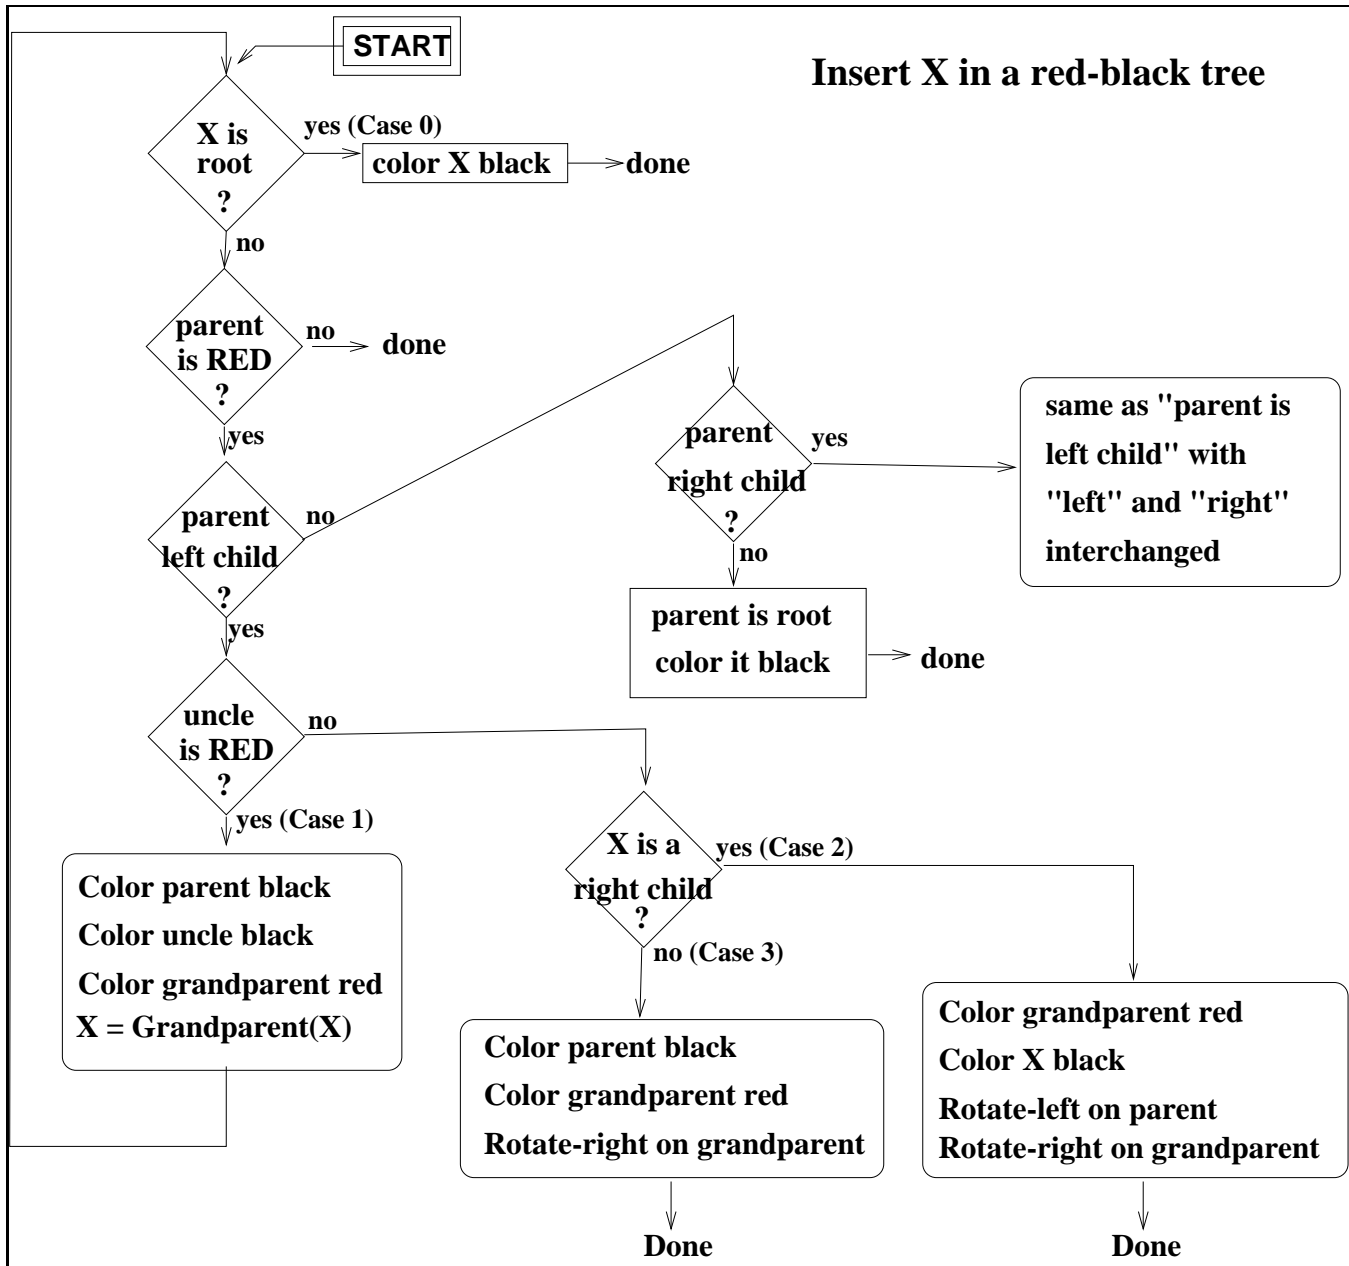 START
Insert X in a red-black tree
X is
root
?
yes (Case 0)
color X black
done
no
parent
is RED
?
no
done
yes
parent
left child
?
no
parent
right child
?
yes
same as "parent is
left child" with
"left" and "right"
interchanged
no
parent is root
color it black
done
yes
uncle
is RED
?
no
yes (Case 1)
Color parent black
Color uncle black
Color grandparent red
X = Grandparent(X)
X is a
right child
?
yes (Case 2)
no (Case 3)
Color parent black
Color grandparent red
Rotate-right on grandparent
Done
Color grandparent red
Color X black
Rotate-left on parent
Rotate-right on grandparent
Done